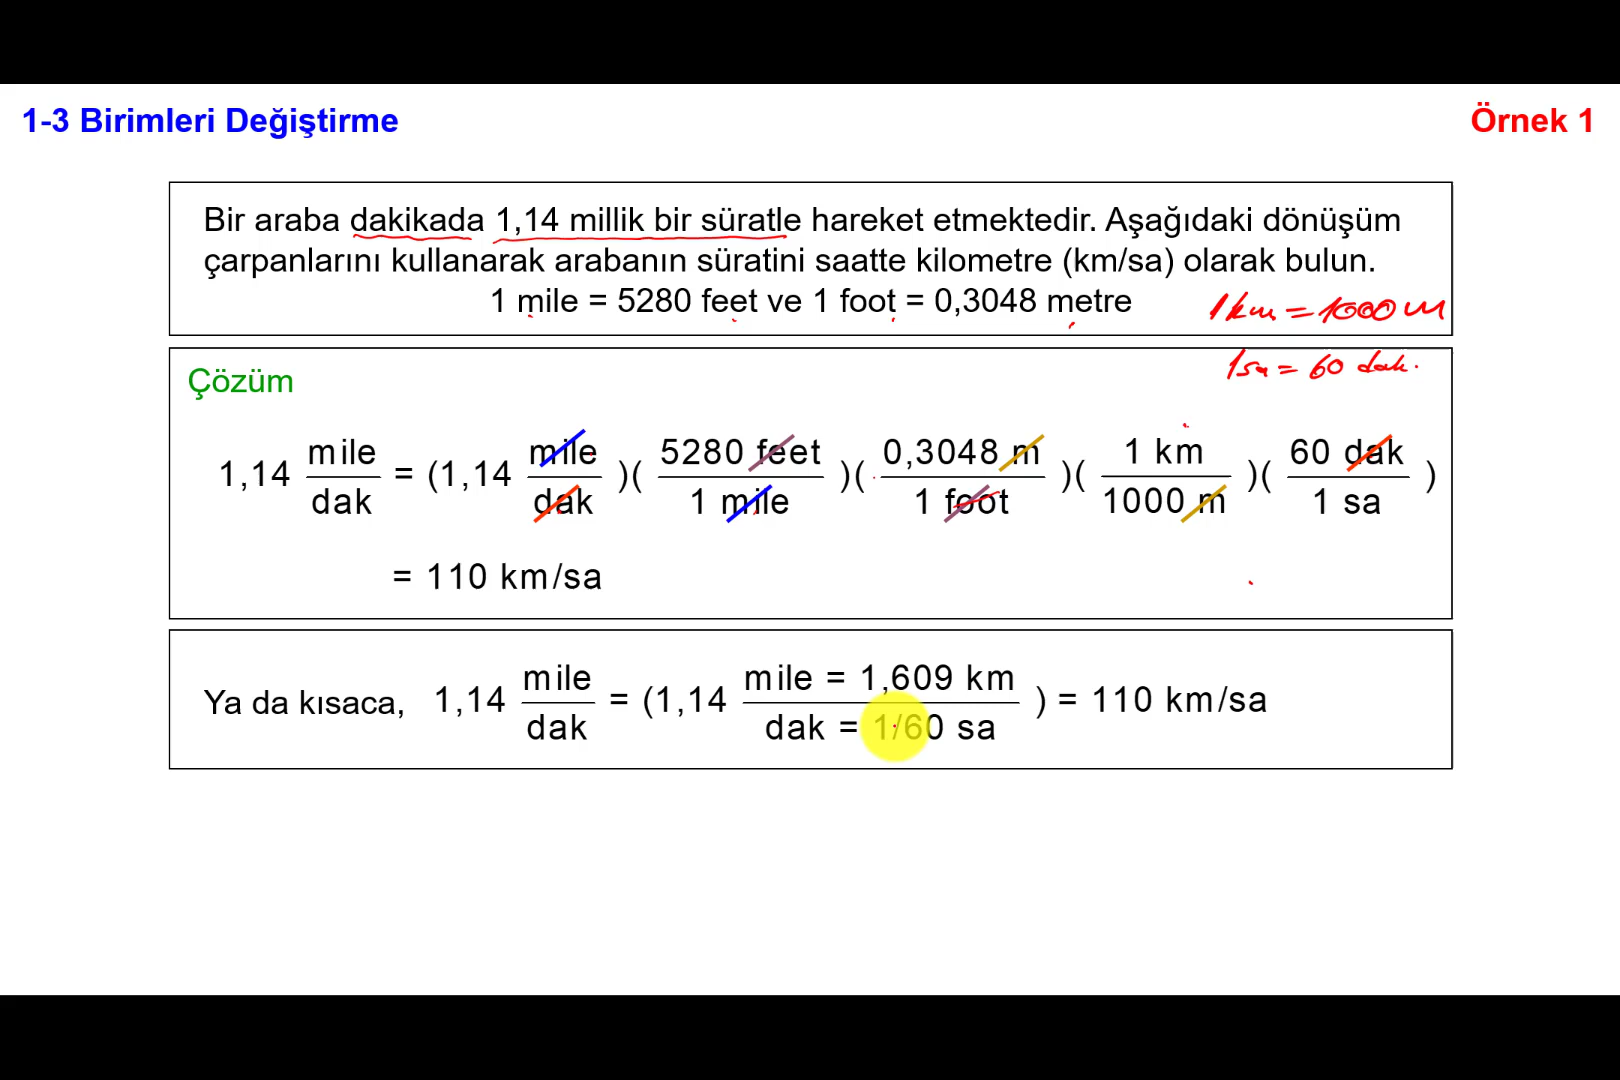 1-3 Birimleri Değiştirme
Örnek 1
Bir araba dakikada 1,14 millik bir süratle hareket etmektedir. Aşağıdaki dönüşüm
çarpanlarını kullanarak arabanın süratini saatte kilometre (km/sa) olarak bulun.
1 mile = 5280 feet ve 1 foot = 0,3048 metre
1 km = 1000 m
1 sa = 60 dak.
Çözüm
1,14 mile/dak = (1,14 mile/dak)(5280 feet/1 mile)(0,3048 m/1 foot)(1 km/1000 m)(60 dak/1 sa)
= 110 km/sa
Ya da kısaca, 1,14 mile/dak = (1,14 mile = 1,609 km/dak = 1/60 sa) = 110 km/sa